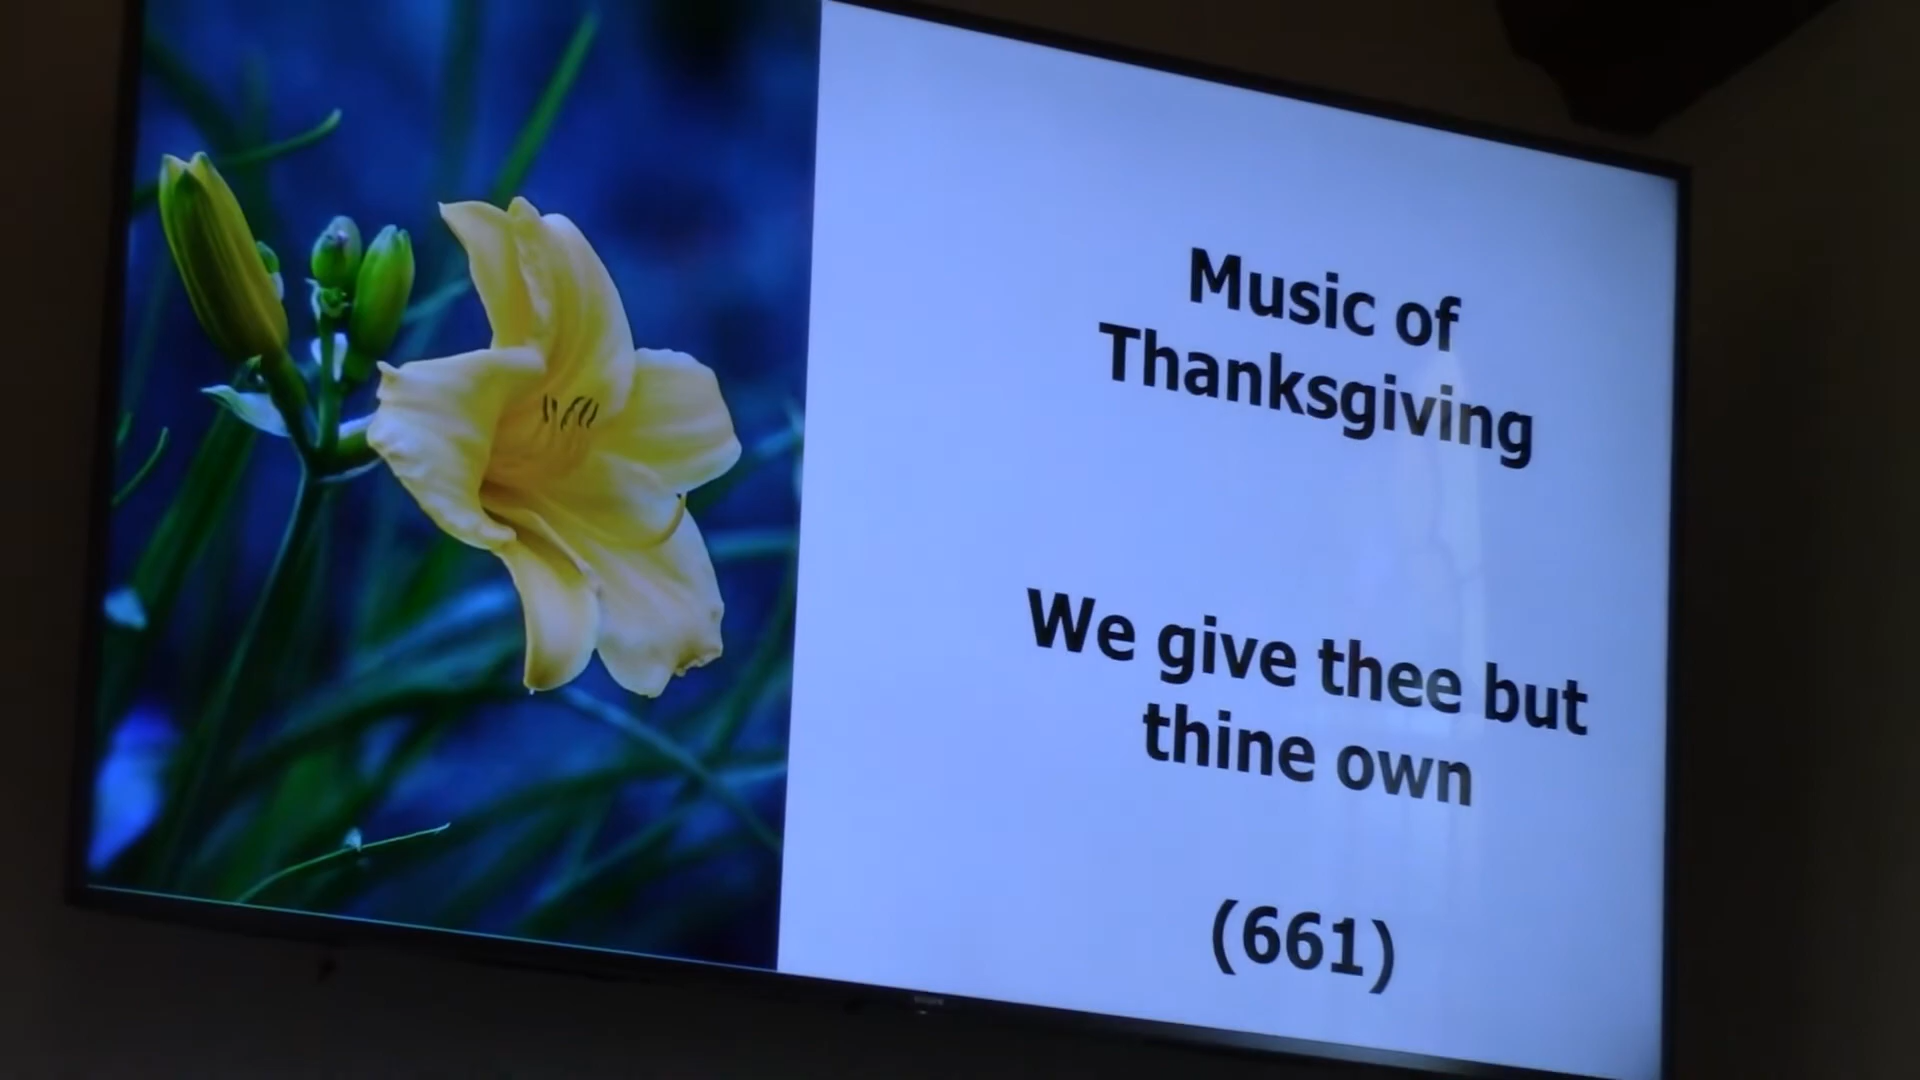 Music of
Thanksgiving
We give thee but
thine own
(661)